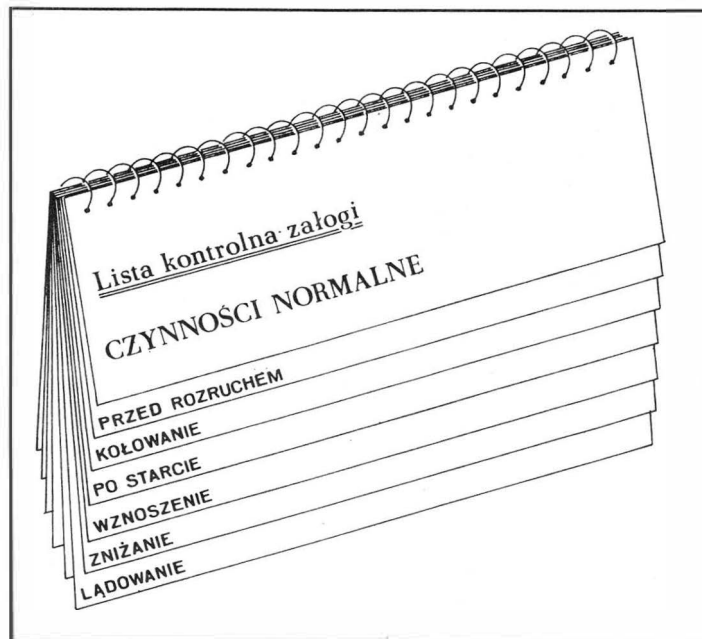 Lista kontrolna załogi
CZYNNOŚCI NORMALNE
PRZED ROZRUCHEM
KOŁOWANIE
PO STARCIE
WZNOSZENIE
ZNIŻANIE
LĄDOWANIE